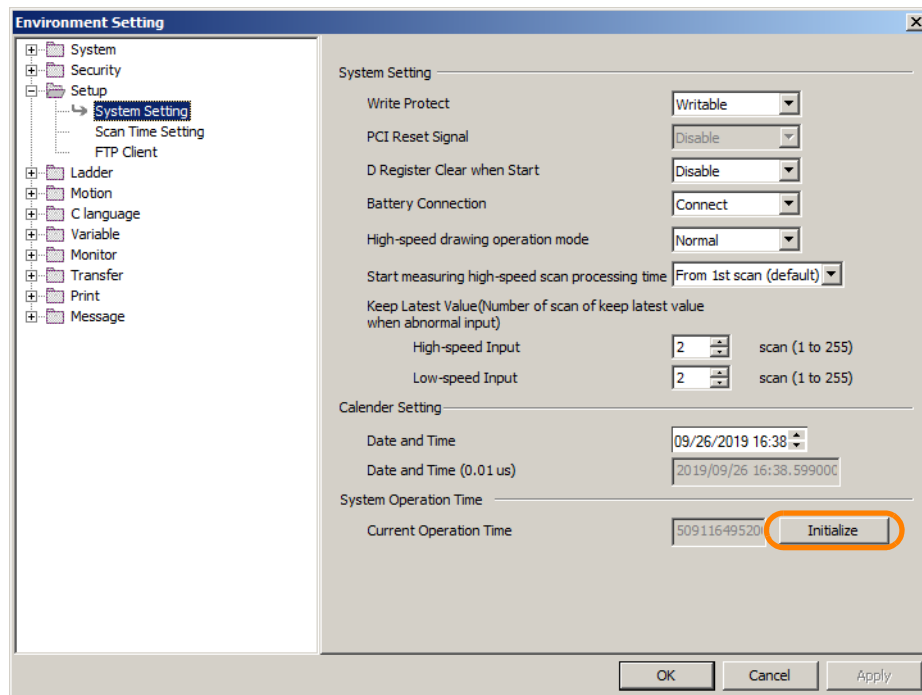 Environment Setting
System
Security
Setup
System Setting
Scan Time Setting
FTP Client
Ladder
Motion
C language
Variable
Monitor
Transfer
Print
Message
System Setting
Write Protect Writable
PCI Reset Signal Disable
D Register Clear when Start Disable
Battery Connection Connect
High-speed drawing operation mode Normal
Start measuring high-speed scan processing time From 1st scan (default)
Keep Latest Value(Number of scan of keep latest value
when abnormal input)
High-speed Input 2 scan (1 to 255)
Low-speed Input 2 scan (1 to 255)
Calender Setting
Date and Time 09/26/2019 16:38
Date and Time (0.01 us) 2019/09/26 16:38.599000
System Operation Time
Current Operation Time 50911649520 Initialize
OK Cancel Apply